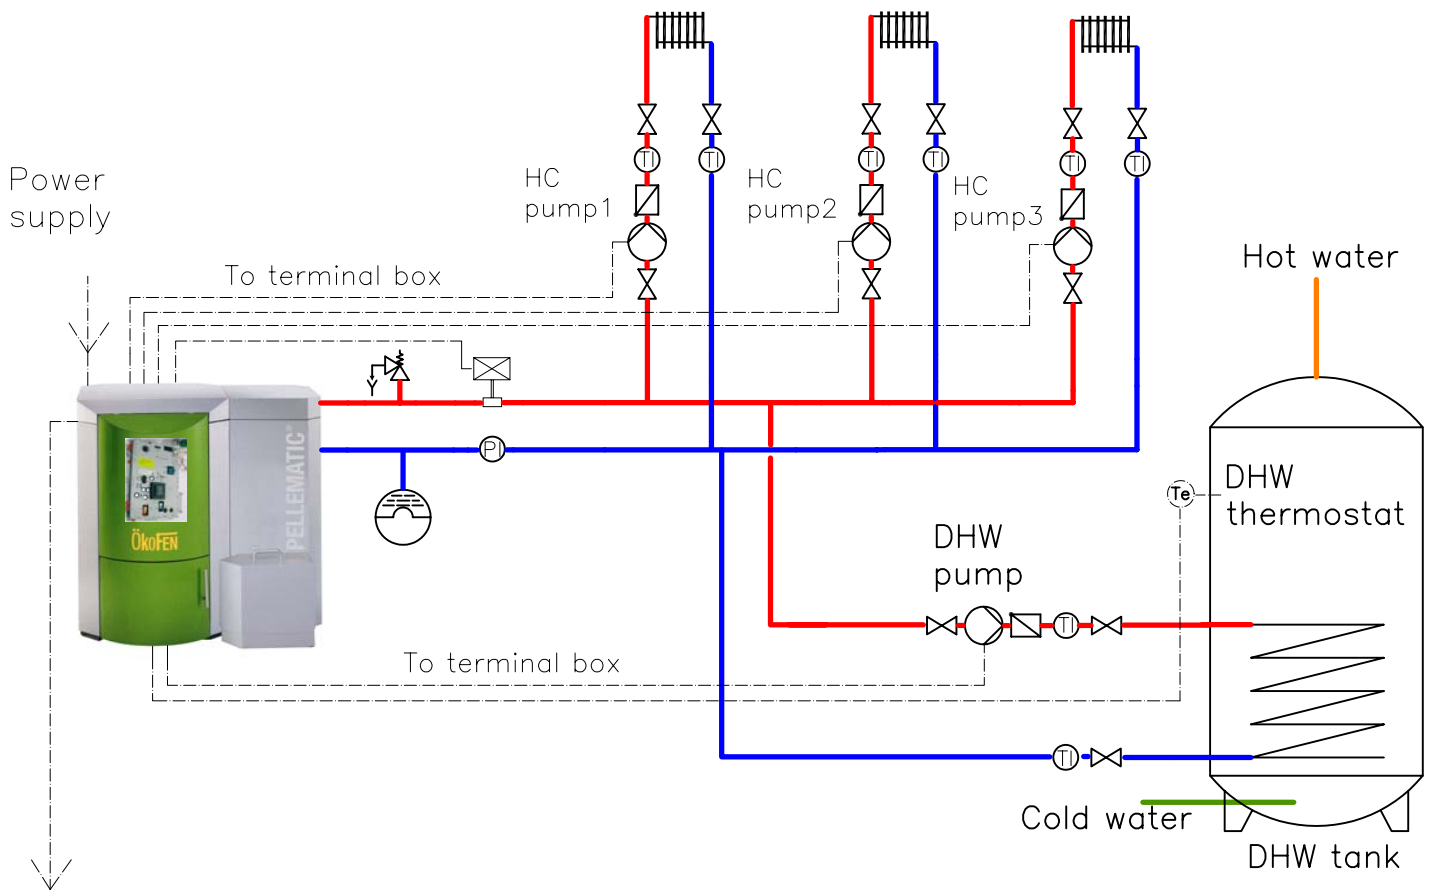 Power
supply
HC
pump1
HC
pump2
HC
pump3
TI
TI
TI
TI
TI
TI
To terminal box
Hot water
PI
PELLEMATIC®
ÖkoFEN
Te
DHW
thermostat
DHW
pump
TI
To terminal box
TI
Cold water
DHW tank